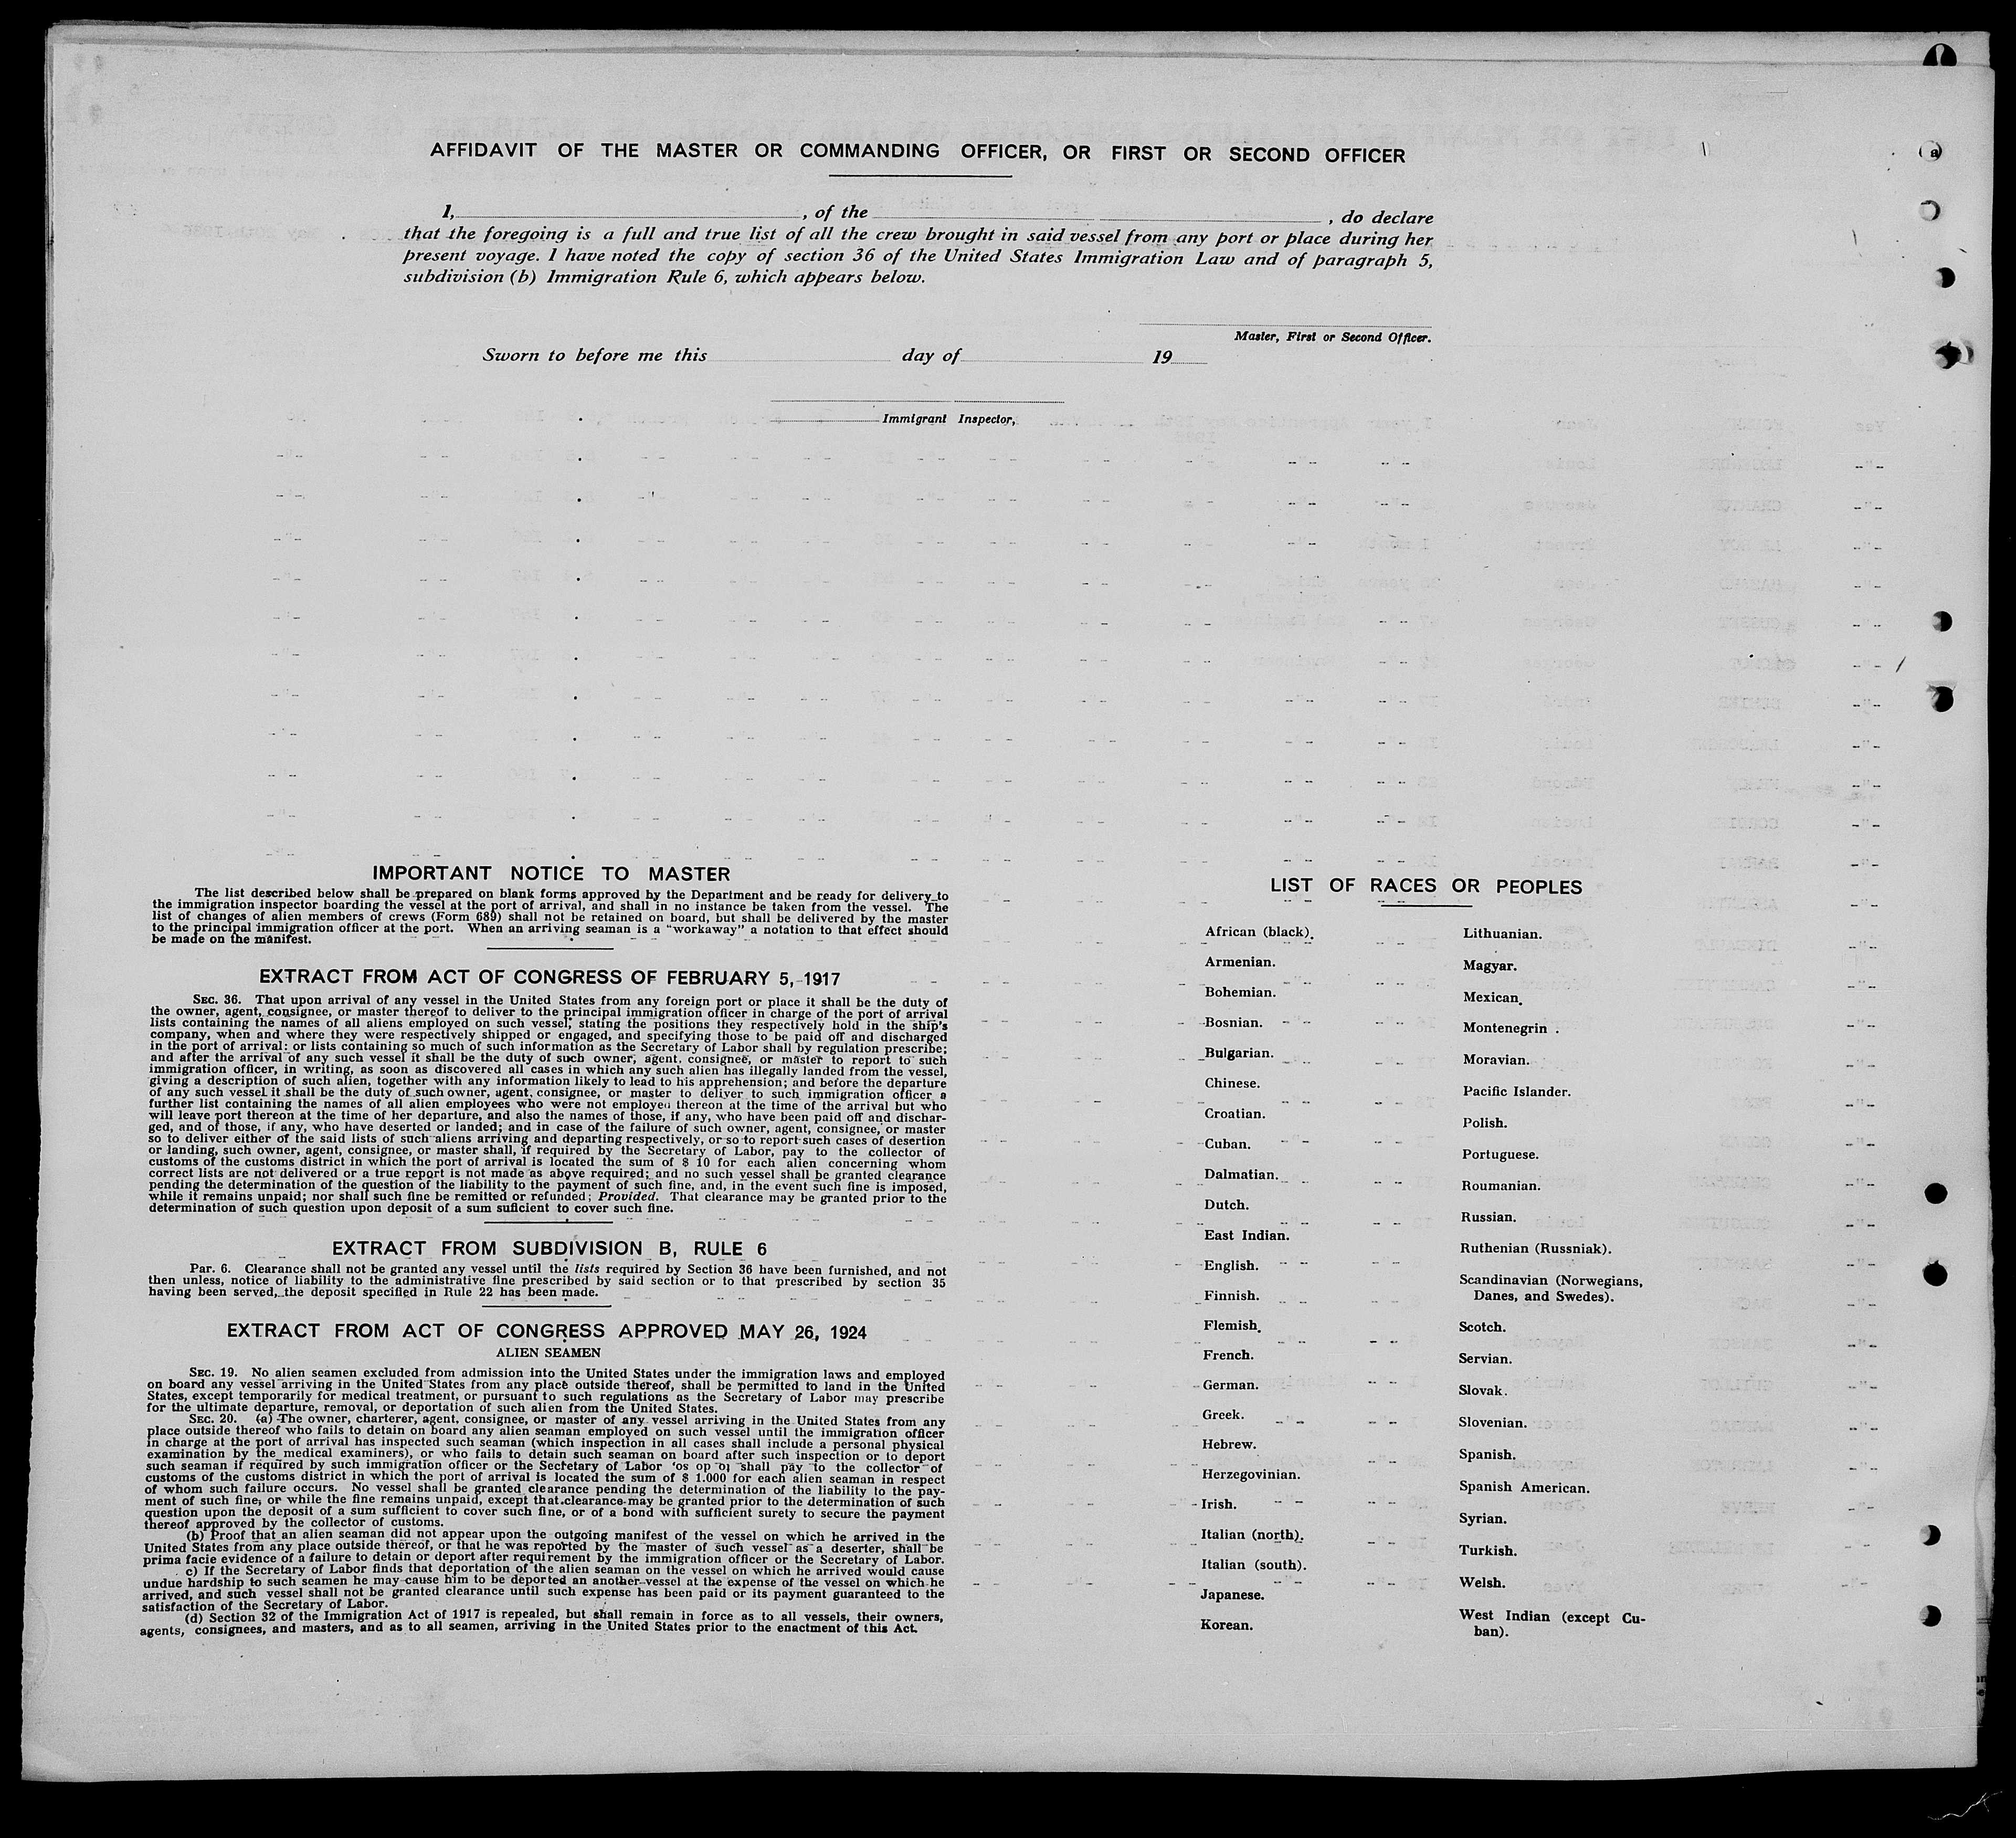 AFFIDAVIT OF THE MASTER OR COMMANDING OFFICER, OR FIRST OR SECOND OFFICER
I, , of the , do declare
that the foregoing is a full and true list of all the crew brought in said vessel from any port or place during her
present voyage. I have noted the copy of section 36 of the United States Immigration Law and of paragraph 5,
subdivision (b) Immigration Rule 6, which appears below.
Master, First or Second Officer.
Sworn to before me this day of 19
Immigrant Inspector,
IMPORTANT NOTICE TO MASTER
The list described below shall be prepared on blank forms approved by the Department and be ready for delivery to
the immigration inspector boarding the vessel at the port of arrival, and shall in no instance be taken from the vessel. The
list of changes of alien members of crews (Form 689) shall not be retained on board, but shall be delivered by the master
to the principal immigration officer at the port. When an arriving seaman is a "workaway" a notation to that effect should
be made on the manifest.
EXTRACT FROM ACT OF CONGRESS OF FEBRUARY 5, 1917
SEC. 36. That upon arrival of any vessel in the United States from any foreign port or place it shall be the duty of
the owner, agent, consignee, or master thereof to deliver to the principal immigration officer in charge of the port of arrival
lists containing the names of all aliens employed on such vessel, stating the positions they respectively hold in the ship's
company, when and where they were respectively shipped or engaged, and specifying those to be paid off and discharged
in the port of arrival: or lists containing so much of such information as the Secretary of Labor shall by regulation prescribe;
and after the arrival of any such vessel it shall be the duty of such owner, agent, consignee, or master to report to such
immigration officer, in writing, as soon as discovered all cases in which any such alien has illegally landed from the vessel,
giving a description of such alien, together with any information likely to lead to his apprehension; and before the departure
of any such vessel it shall be the duty of such owner, agent, consignee, or master to deliver to such immigration officer a
further list containing the names of all alien employees who were not employed thereon at the time of the arrival but who
will leave port thereon at the time of her departure, and also the names of those, if any, who have been paid off and dischar-
ged, and of those, if any, who have deserted or landed; and in case of the failure of such owner, agent, consignee, or master
so to deliver either of the said lists of such aliens arriving and departing respectively, or so to report such cases of desertion
or landing, such owner, agent, consignee, or master shall, if required by the Secretary of Labor, pay to the collector of
customs of the customs district in which the port of arrival is located the sum of $ 10 for each alien concerning whom
correct lists are not delivered or a true report is not made as above required; and no such vessel shall be granted clearance
pending the determination of the question of the liability to the payment of such fine, and, in the event such fine is imposed,
while it remains unpaid; nor shall such fine be remitted or refunded; Provided. That clearance may be granted prior to the
determination of such question upon deposit of a sum suficient to cover such fine.
EXTRACT FROM SUBDIVISION B, RULE 6
Par. 6. Clearance shall not be granted any vessel until the lists required by Section 36 have been furnished, and not
then unless, notice of liability to the administrative fine prescribed by said section or to that prescribed by section 35
having been served, the deposit specified in Rule 22 has been made.
EXTRACT FROM ACT OF CONGRESS APPROVED MAY 26, 1924
ALIEN SEAMEN
SEC. 19. No alien seamen excluded from admission into the United States under the immigration laws and employed
on board any vessel arriving in the United States from any place outside thereof, shall be permitted to land in the United
States, except temporarily for medical treatment, or pursuant to such regulations as the Secretary of Labor may prescribe
for the ultimate departure, removal, or deportation of such alien from the United States.
SEC. 20. (a) The owner, charterer, agent, consignee, or master of any vessel arriving in the United States from any
place outside thereof who fails to detain on board any alien seaman employed on such vessel until the immigration officer
in charge at the port of arrival has inspected such seaman (which inspection in all cases shall include a personal physical
examination by the medical examiners), or who fails to detain such seaman on board after such inspection or to deport
such seaman if required by such immigration officer or the Secretary of Labor 'os op oj shall pay to the collector of
customs of the customs district in which the port of arrival is located the sum of $ 1.000 for each alien seaman in respect
of whom such failure occurs. No vessel shall be granted clearance pending the determination of the liability to the pay-
ment of such fine, or while the fine remains unpaid, except that clearance may be granted prior to the determination of such
question upon the deposit of a sum sufficient to cover such fine, or of a bond with sufficient surety to secure the payment
thereof approved by the collector of customs.
(b) Proof that an alien seaman did not appear upon the outgoing manifest of the vessel on which he arrived in the
United States from any place outside thereof, or that he was reported by the master of such vessel as a deserter, shall be
prima facie evidence of a failure to detain or deport after requirement by the immigration officer or the Secretary of Labor.
c) If the Secretary of Labor finds that deportation of the alien seaman on the vessel on which he arrived would cause
undue hardship to such seamen he may cause him to be deported an another vessel at the expense of the vessel on which he
arrived, and such vessel shall not be granted clearance until such expense has been paid or its payment guaranteed to the
satisfaction of the Secretary of Labor.
(d) Section 32 of the Immigration Act of 1917 is repealed, but shall remain in force as to all vessels, their owners,
agents, consignees, and masters, and as to all seamen, arriving in the United States prior to the enactment of this Act.
LIST OF RACES OR PEOPLES
African (black).
Armenian.
Bohemian.
Bosnian.
Bulgarian.
Chinese.
Croatian.
Cuban.
Dalmatian.
Dutch.
East Indian.
English.
Finnish.
Flemish.
French.
German.
Greek.
Hebrew.
Herzegovinian.
Irish.
Italian (north).
Italian (south).
Japanese.
Korean.
Lithuanian.
Magyar.
Mexican.
Montenegrin .
Moravian.
Pacific Islander.
Polish.
Portuguese.
Roumanian.
Russian.
Ruthenian (Russniak).
Scandinavian (Norwegians,
Danes, and Swedes).
Scotch.
Servian.
Slovak.
Slovenian.
Spanish.
Spanish American.
Syrian.
Turkish.
Welsh.
West Indian (except Cu-
ban).